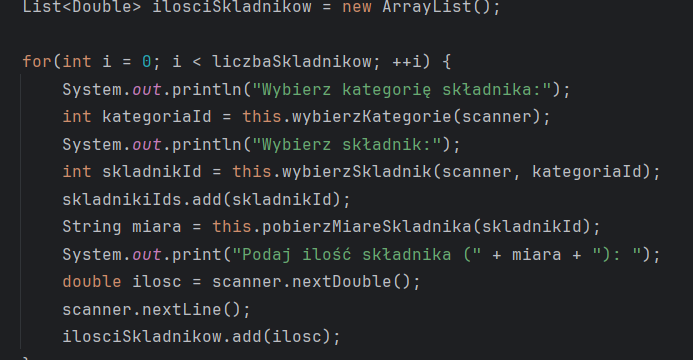 List<Double> ilosciSkladnikow = new ArrayList();
for(int i = 0; i < liczbaSkladnikow; ++i) {
System.out.println("Wybierz kategorię składnika:");
int kategoriaId = this.wybierzKategorie(scanner);
System.out.println("Wybierz składnik:");
int skladnikId = this.wybierzSkladnik(scanner, kategoriaId);
skladnikiIds.add(skladnikId);
String miara = this.pobierzMiareSkladnika(skladnikId);
System.out.print("Podaj ilość składnika (" + miara + "): ");
double ilosc = scanner.nextDouble();
scanner.nextLine();
ilosciSkladnikow.add(ilosc);
}